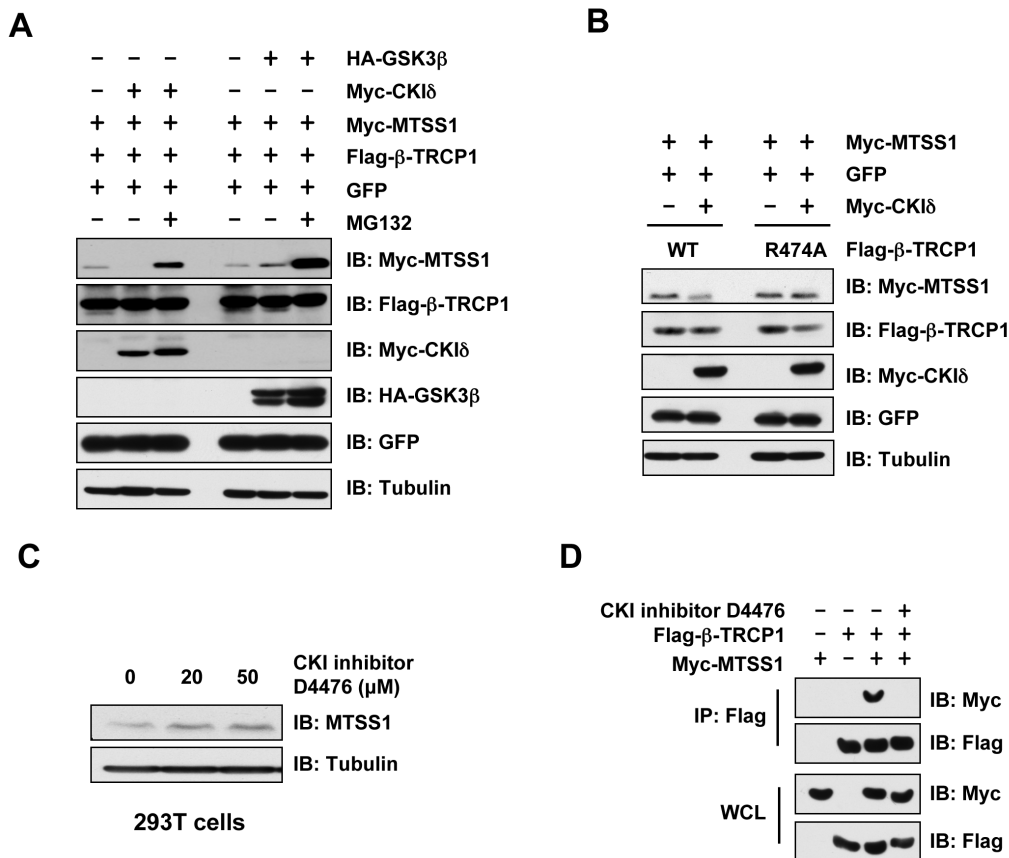 A
− − − − + + HA-GSK3β
− + + − − − Myc-CKIδ
+ + + + + + Myc-MTSS1
+ + + + + + Flag-β-TRCP1
+ + + + + + GFP
− − + − − + MG132
IB: Myc-MTSS1
IB: Flag-β-TRCP1
IB: Myc-CKIδ
IB: HA-GSK3β
IB: GFP
IB: Tubulin
B
+ + + + Myc-MTSS1
+ + + + GFP
− + − + Myc-CKIδ
WT R474A Flag-β-TRCP1
IB: Myc-MTSS1
IB: Flag-β-TRCP1
IB: Myc-CKIδ
IB: GFP
IB: Tubulin
C
0 20 50 CKI inhibitor
D4476 (µM)
IB: MTSS1
IB: Tubulin
293T cells
D
CKI inhibitor D4476 − − − +
Flag-β-TRCP1 − + + +
Myc-MTSS1 + − + +
IP: Flag
IB: Myc
IB: Flag
WCL
IB: Myc
IB: Flag